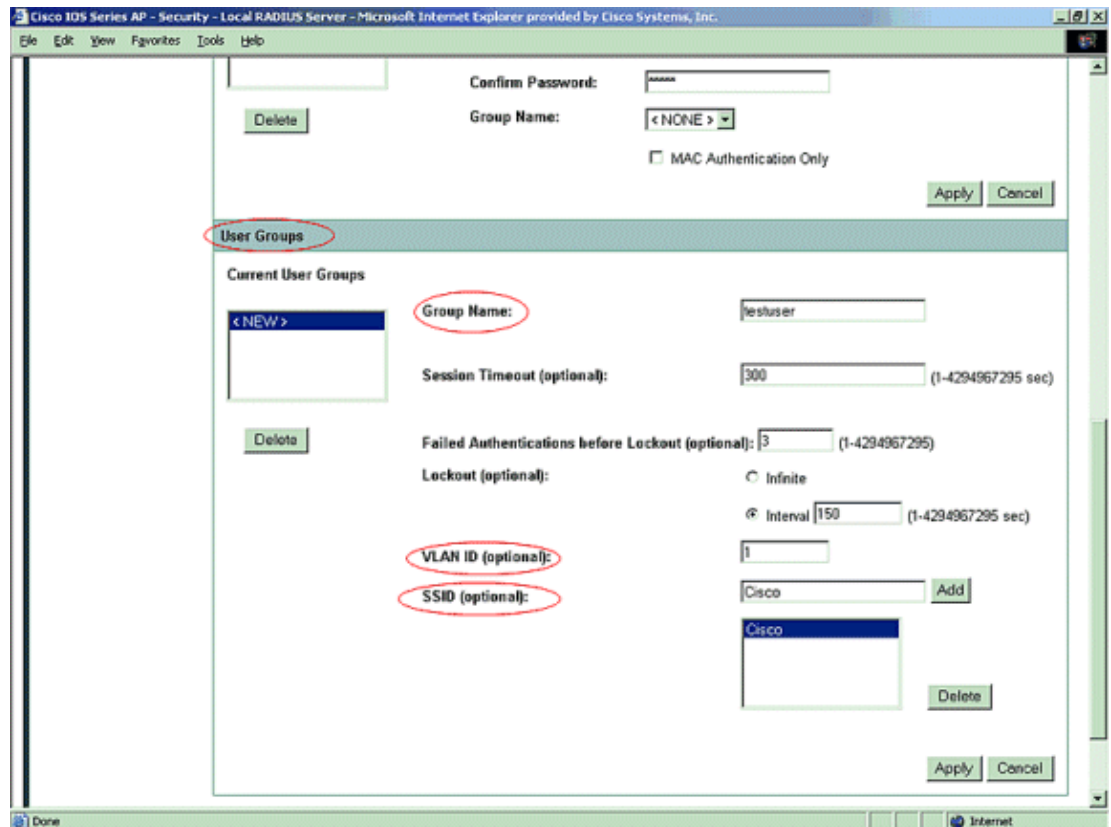 Cisco IOS Series AP - Security - Local RADIUS Server - Microsoft Internet Explorer provided by Cisco Systems, Inc.
File Edit View Favorites Tools Help
Confirm Password: *****
Delete
Group Name: < NONE >
MAC Authentication Only
Apply Cancel
User Groups
Current User Groups
< NEW >
Group Name: testuser
Session Timeout (optional): 300 (1-4294967295 sec)
Delete
Failed Authentications before Lockout (optional): 3 (1-4294967295)
Lockout (optional): Infinite
Interval 150 (1-4294967295 sec)
VLAN ID (optional): 1
SSID (optional): Cisco Add
Cisco
Delete
Apply Cancel
Done Internet